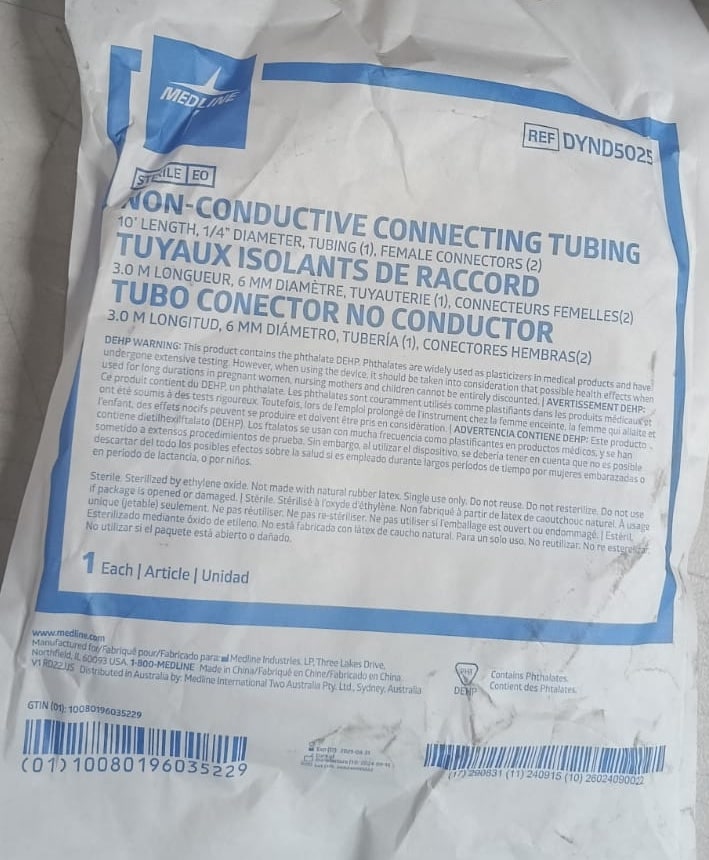 MEDLINE
REF DYND5025
STERILE EO
NON-CONDUCTIVE CONNECTING TUBING
10' LENGTH, 1/4" DIAMETER, TUBING (1), FEMALE CONNECTORS (2)
TUYAUX ISOLANTS DE RACCORD
3.0 M LONGUEUR, 6 MM DIAMÈTRE, TUYAUTERIE (1), CONNECTEURS FEMELLES(2)
TUBO CONECTOR NO CONDUCTOR
3.0 M LONGITUD, 6 MM DIÁMETRO, TUBERÍA (1), CONECTORES HEMBRAS(2)
DEHP WARNING: This product contains the phthalate DEHP. Phthalates are widely used as plasticizers in medical products and have
undergone extensive testing. However, when using the device, it should be taken into consideration that possible health effects when
used for long durations in pregnant women, nursing mothers and children cannot be entirely discounted. | AVERTISSEMENT DEHP:
Ce produit contient du DEHP, un phthalate. Les phthalates sont couramment utilisés comme plastifiants dans les produits médicaux et
ont été soumis à des tests rigoureux. Toutefois, lors de l'emploi prolongé de l'instrument chez la femme enceinte, la femme qui allaite et
l'enfant, des effets nocifs peuvent se produire et doivent être pris en considération. | ADVERTENCIA CONTIENE DEHP: Este producto
contiene dietilhexilftalato (DEHP). Los ftalatos se usan con mucha frecuencia como plastificantes en productos médicos, y se han
sometido a extensos procedimientos de prueba. Sin embargo, al utilizar el dispositivo, se debería tener en cuenta que no es posible
descartar del todo los posibles efectos sobre la salud si es empleado durante largos períodos de tiempo por mujeres embarazadas o
en período de lactancia, o por niños.
Sterile. Sterilized by ethylene oxide. Not made with natural rubber latex. Single use only. Do not reuse. Do not resterilize. Do not use
if package is opened or damaged. | Stérile. Stérilisé à l'oxyde d'éthylène. Non fabriqué à partir de latex de caoutchouc naturel. À usage
unique (jetable) seulement. Ne pas réutiliser. Ne pas re-stériliser. Ne pas utiliser si l'emballage est ouvert ou endommagé. | Estéril.
Esterilizado mediante óxido de etileno. No está fabricado con látex de caucho natural. Para un solo uso. No reutilizar. No re esterilizar.
No utilizar si el paquete está abierto o dañado.
1 Each | Article | Unidad
www.medline.com
Manufactured for/Fabriqué pour/Fabricado para: Medline Industries, LP, Three Lakes Drive,
Northfield, IL 60093 USA. 1-800-MEDLINE Made in China/Fabriqué en Chine/Fabricado en China
V1 RD22JJS Distributed in Australia by: Medline International Two Australia Pty. Ltd., Sydney, Australia
PHT
DEHP
Contains Phthalates.
Contient des Phtalates.
GTIN (01): 10080196035229
(01) 10080196035229
Exp (17): 2029-08-31
(17) 290831 (11) 240915 (10) 26024090022